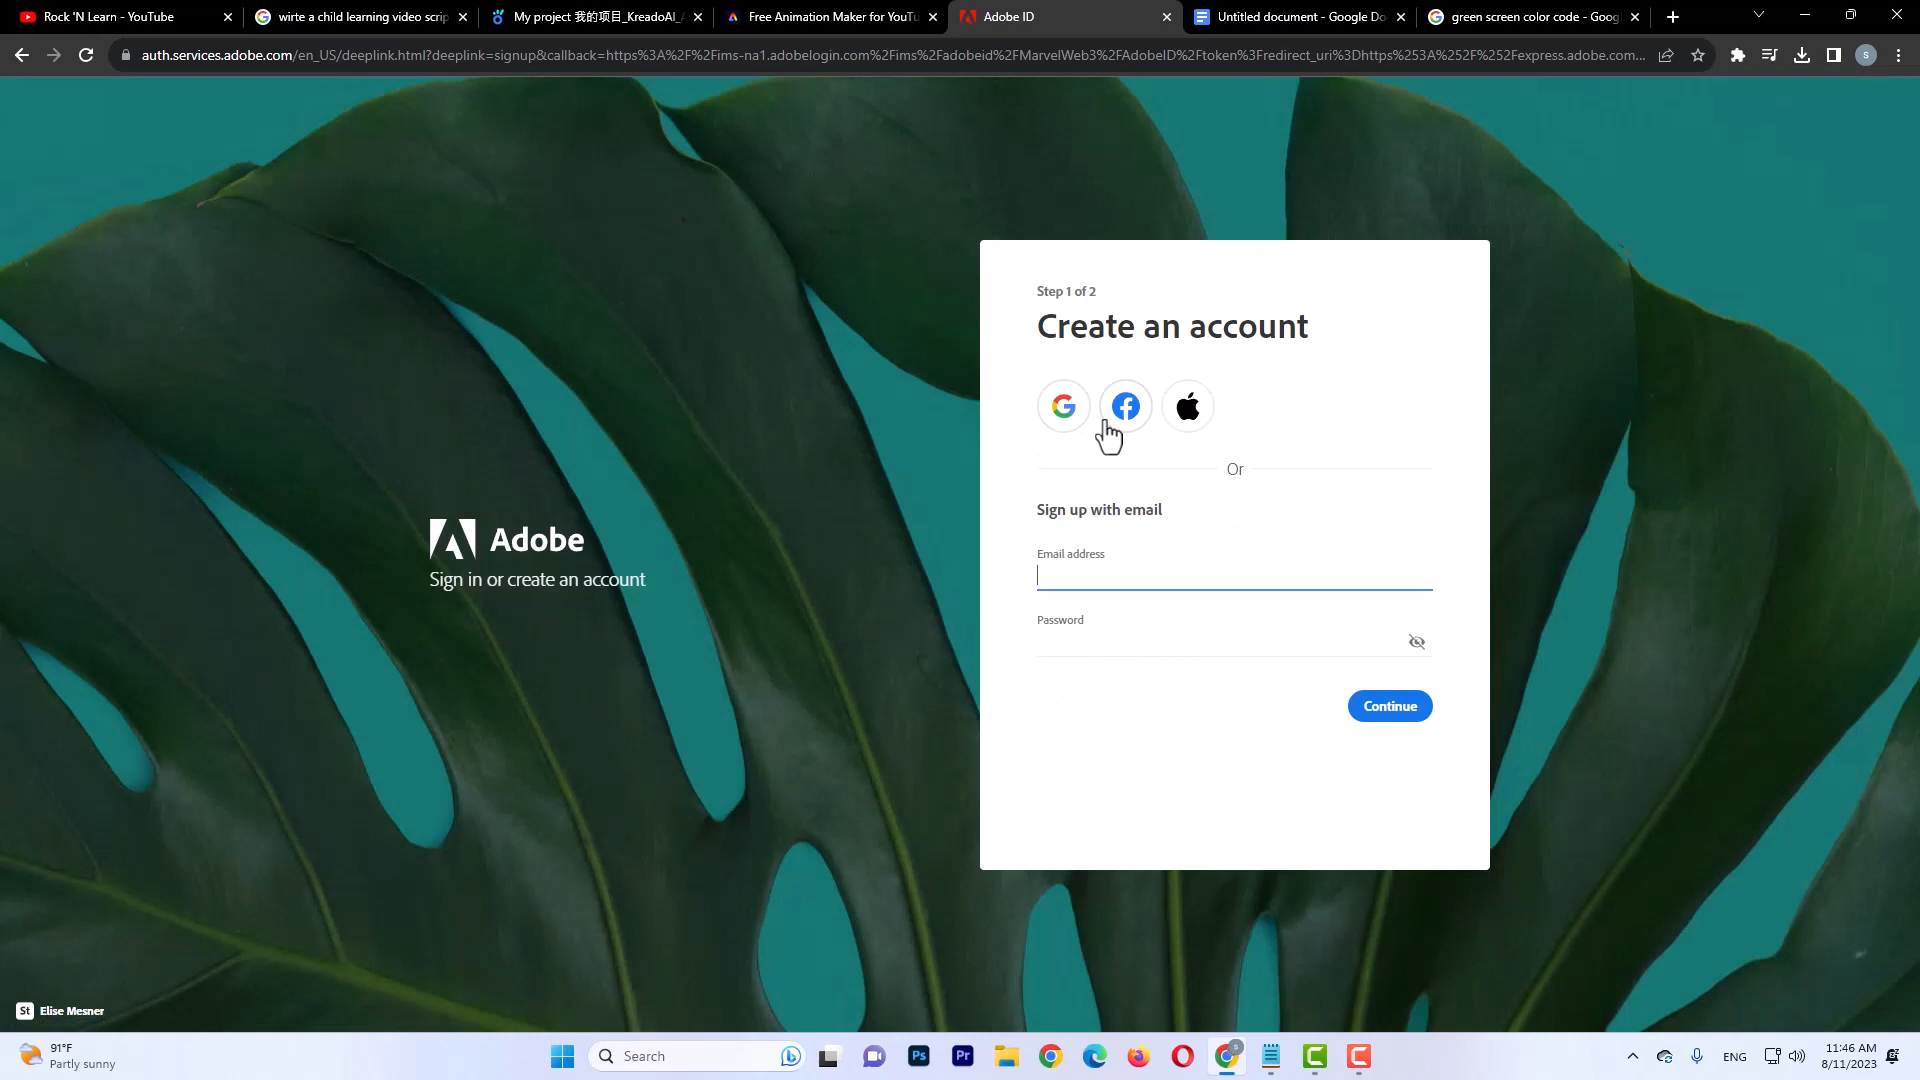 Rock 'N Learn - YouTube
wirte a child learning video scrip
My project 我的项目_KreadoAI_A
Free Animation Maker for YouTu
Adobe ID
Untitled document - Google Do
green screen color code - Goog
auth.services.adobe.com/en_US/deeplink.html?deeplink=signup&callback=https%3A%2F%2Fims-na1.adobelogin.com%2Fims%2Fadobeid%2FMarvelWeb3%2FAdobeID%2Ftoken%3Fredirect_uri%3Dhttps%253A%252F%252Fexpress.adobe.com...
S
Step 1 of 2
Create an account
Or
Sign up with email
Email address
Password
Continue
Adobe
Sign in or create an account
St Elise Mesner
91°F
Partly sunny
Search
Ps
Pr
S
ENG
11:46 AM
8/11/2023